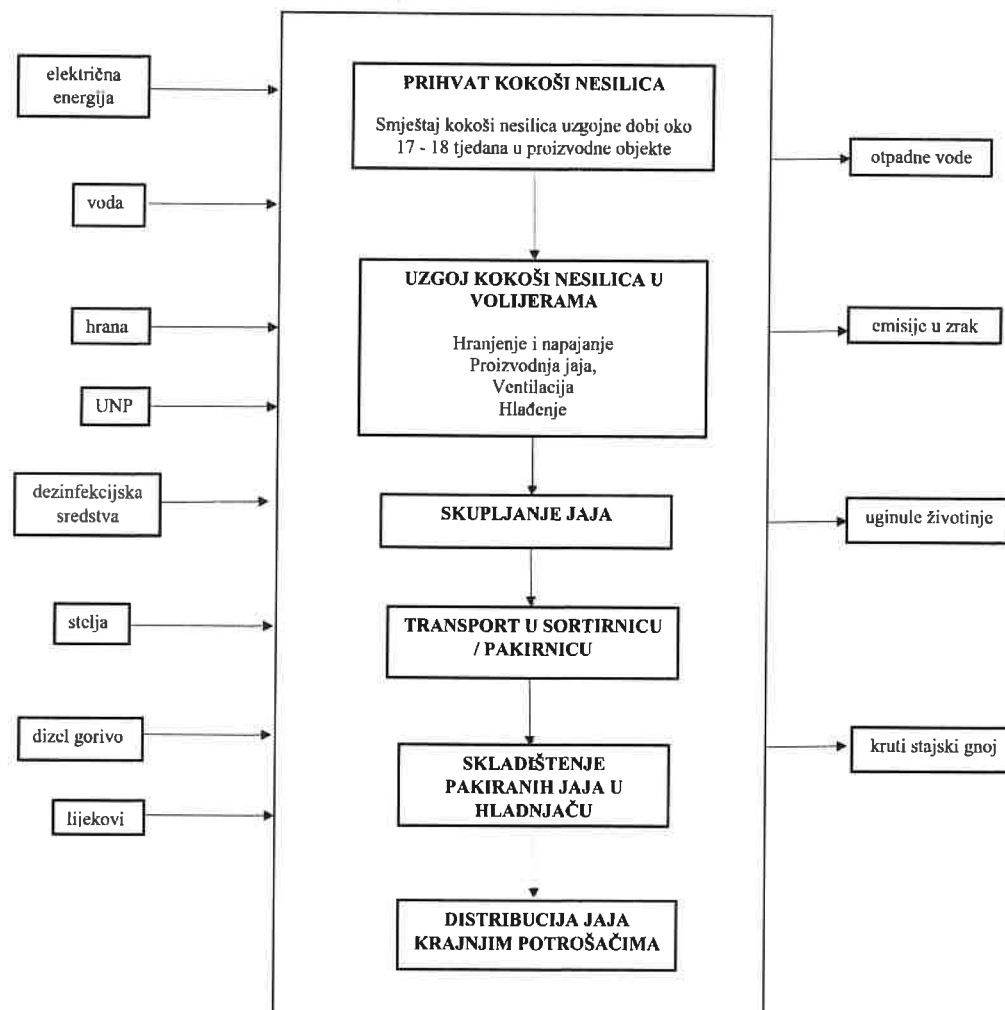 električna
energija
voda
hrana
UNP
dezinfekcijska
sredstva
stelja
dizel gorivo
lijekovi
PRIHVAT KOKOŠI NESILICA
Smještaj kokoši nesilica uzgojne dobi oko
17 - 18 tjedana u proizvodne objekte
UZGOJ KOKOŠI NESILICA U
VOLIJERAMA
Hranjenje i napajanje
Proizvodnja jaja,
Ventilacija
Hlađenje
SKUPLJANJE JAJA
TRANSPORT U SORTIRNICU
/ PAKIRNICU
SKLADIŠTENJE
PAKIRANIH JAJA U
HLADNJAČU
DISTRIBUCIJA JAJA
KRAJNJIM POTROŠAČIMA
otpadne vode
emisije u zrak
uginule životinje
kruti stajski gnoj